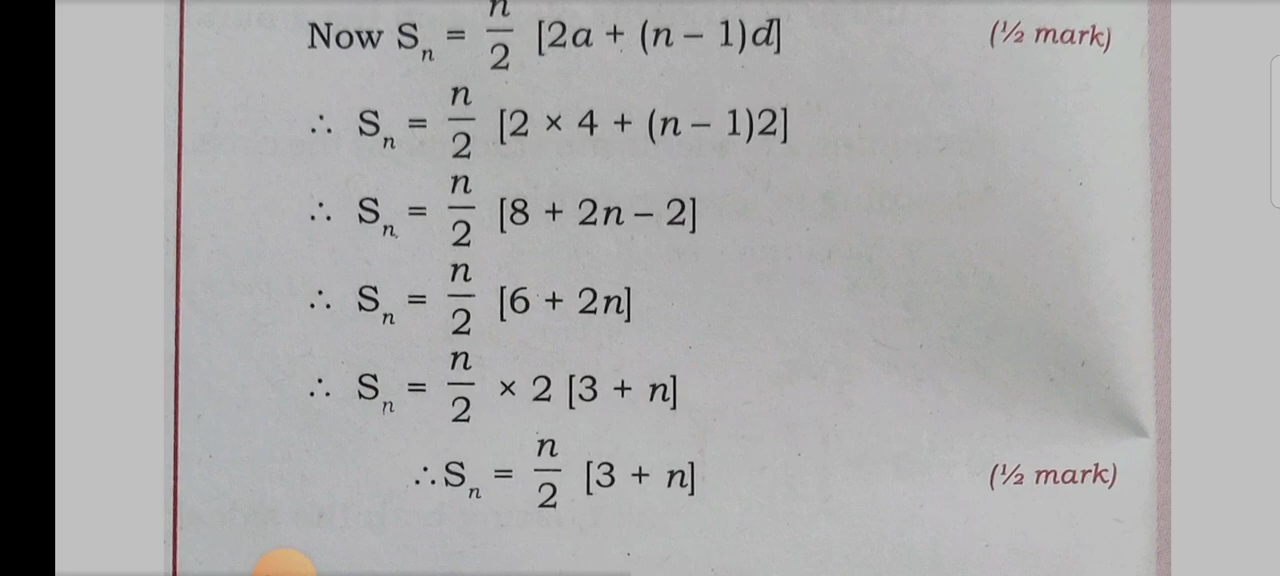 Now Sₙ = n/2 [2a + (n – 1)d] (½ mark)
∴ Sₙ = n/2 [2 × 4 + (n – 1)2]
∴ Sₙ = n/2 [8 + 2n – 2]
∴ Sₙ = n/2 [6 + 2n]
∴ Sₙ = n/2 × 2 [3 + n]
∴ Sₙ = n/2 [3 + n] (½ mark)